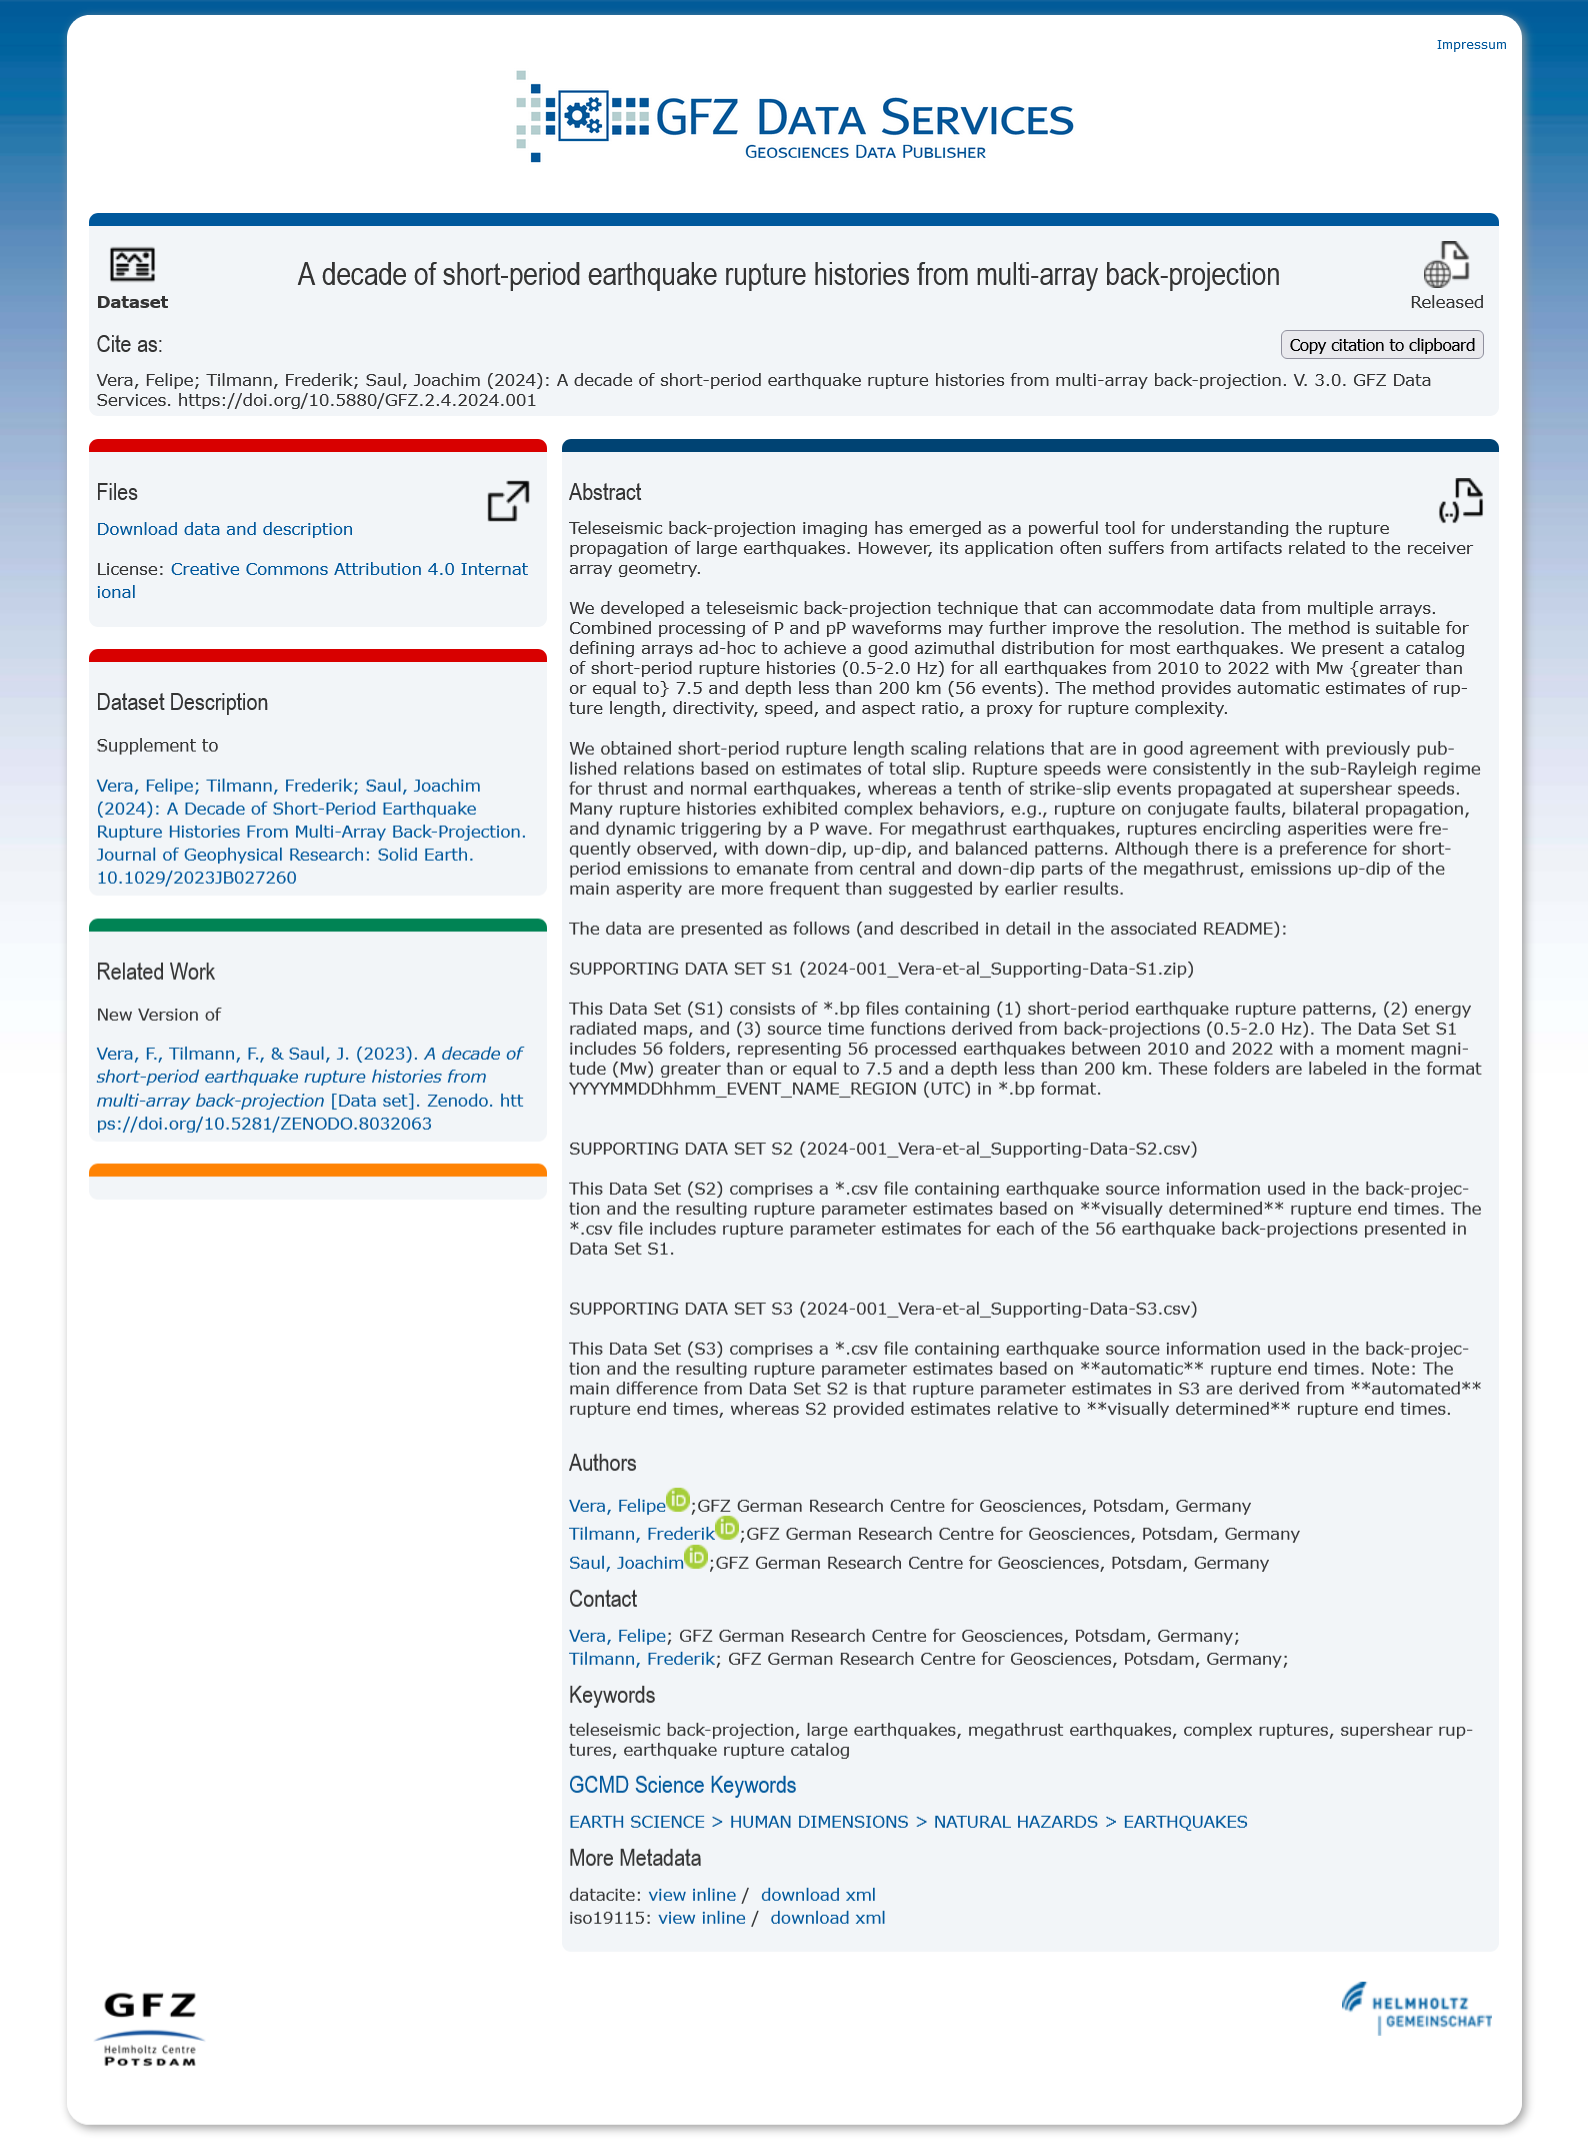 Impressum
GFZ DATA SERVICES
GEOSCIENCES DATA PUBLISHER
Dataset
A decade of short-period earthquake rupture histories from multi-array back-projection
Released
Cite as:
Copy citation to clipboard
Vera, Felipe; Tilmann, Frederik; Saul, Joachim (2024): A decade of short-period earthquake rupture histories from multi-array back-projection. V. 3.0. GFZ Data
Services. https://doi.org/10.5880/GFZ.2.4.2024.001
Files
Download data and description
License: Creative Commons Attribution 4.0 Internat
ional
Dataset Description
Supplement to
Vera, Felipe; Tilmann, Frederik; Saul, Joachim
(2024): A Decade of Short-Period Earthquake
Rupture Histories From Multi-Array Back-Projection.
Journal of Geophysical Research: Solid Earth.
10.1029/2023JB027260
Related Work
New Version of
Vera, F., Tilmann, F., & Saul, J. (2023). A decade of
short-period earthquake rupture histories from
multi-array back-projection [Data set]. Zenodo. htt
ps://doi.org/10.5281/ZENODO.8032063
Abstract
(..)
Teleseismic back-projection imaging has emerged as a powerful tool for understanding the rupture
propagation of large earthquakes. However, its application often suffers from artifacts related to the receiver
array geometry.
We developed a teleseismic back-projection technique that can accommodate data from multiple arrays.
Combined processing of P and pP waveforms may further improve the resolution. The method is suitable for
defining arrays ad-hoc to achieve a good azimuthal distribution for most earthquakes. We present a catalog
of short-period rupture histories (0.5-2.0 Hz) for all earthquakes from 2010 to 2022 with Mw {greater than
or equal to} 7.5 and depth less than 200 km (56 events). The method provides automatic estimates of rup-
ture length, directivity, speed, and aspect ratio, a proxy for rupture complexity.
We obtained short-period rupture length scaling relations that are in good agreement with previously pub-
lished relations based on estimates of total slip. Rupture speeds were consistently in the sub-Rayleigh regime
for thrust and normal earthquakes, whereas a tenth of strike-slip events propagated at supershear speeds.
Many rupture histories exhibited complex behaviors, e.g., rupture on conjugate faults, bilateral propagation,
and dynamic triggering by a P wave. For megathrust earthquakes, ruptures encircling asperities were fre-
quently observed, with down-dip, up-dip, and balanced patterns. Although there is a preference for short-
period emissions to emanate from central and down-dip parts of the megathrust, emissions up-dip of the
main asperity are more frequent than suggested by earlier results.
The data are presented as follows (and described in detail in the associated README):
SUPPORTING DATA SET S1 (2024-001_Vera-et-al_Supporting-Data-S1.zip)
This Data Set (S1) consists of *.bp files containing (1) short-period earthquake rupture patterns, (2) energy
radiated maps, and (3) source time functions derived from back-projections (0.5-2.0 Hz). The Data Set S1
includes 56 folders, representing 56 processed earthquakes between 2010 and 2022 with a moment magni-
tude (Mw) greater than or equal to 7.5 and a depth less than 200 km. These folders are labeled in the format
YYYYMMDDhhmm_EVENT_NAME_REGION (UTC) in *.bp format.
SUPPORTING DATA SET S2 (2024-001_Vera-et-al_Supporting-Data-S2.csv)
This Data Set (S2) comprises a *.csv file containing earthquake source information used in the back-projec-
tion and the resulting rupture parameter estimates based on **visually determined** rupture end times. The
*.csv file includes rupture parameter estimates for each of the 56 earthquake back-projections presented in
Data Set S1.
SUPPORTING DATA SET S3 (2024-001_Vera-et-al_Supporting-Data-S3.csv)
This Data Set (S3) comprises a *.csv file containing earthquake source information used in the back-projec-
tion and the resulting rupture parameter estimates based on **automatic** rupture end times. Note: The
main difference from Data Set S2 is that rupture parameter estimates in S3 are derived from **automated**
rupture end times, whereas S2 provided estimates relative to **visually determined** rupture end times.
Authors
Vera, Felipe iD ;GFZ German Research Centre for Geosciences, Potsdam, Germany
Tilmann, Frederik iD ;GFZ German Research Centre for Geosciences, Potsdam, Germany
Saul, Joachim iD ;GFZ German Research Centre for Geosciences, Potsdam, Germany
Contact
Vera, Felipe; GFZ German Research Centre for Geosciences, Potsdam, Germany;
Tilmann, Frederik; GFZ German Research Centre for Geosciences, Potsdam, Germany;
Keywords
teleseismic back-projection, large earthquakes, megathrust earthquakes, complex ruptures, supershear rup-
tures, earthquake rupture catalog
GCMD Science Keywords
EARTH SCIENCE > HUMAN DIMENSIONS > NATURAL HAZARDS > EARTHQUAKES
More Metadata
datacite: view inline / download xml
iso19115: view inline / download xml
GFZ
Helmholtz Centre
POTSDAM
HELMHOLTZ
GEMEINSCHAFT